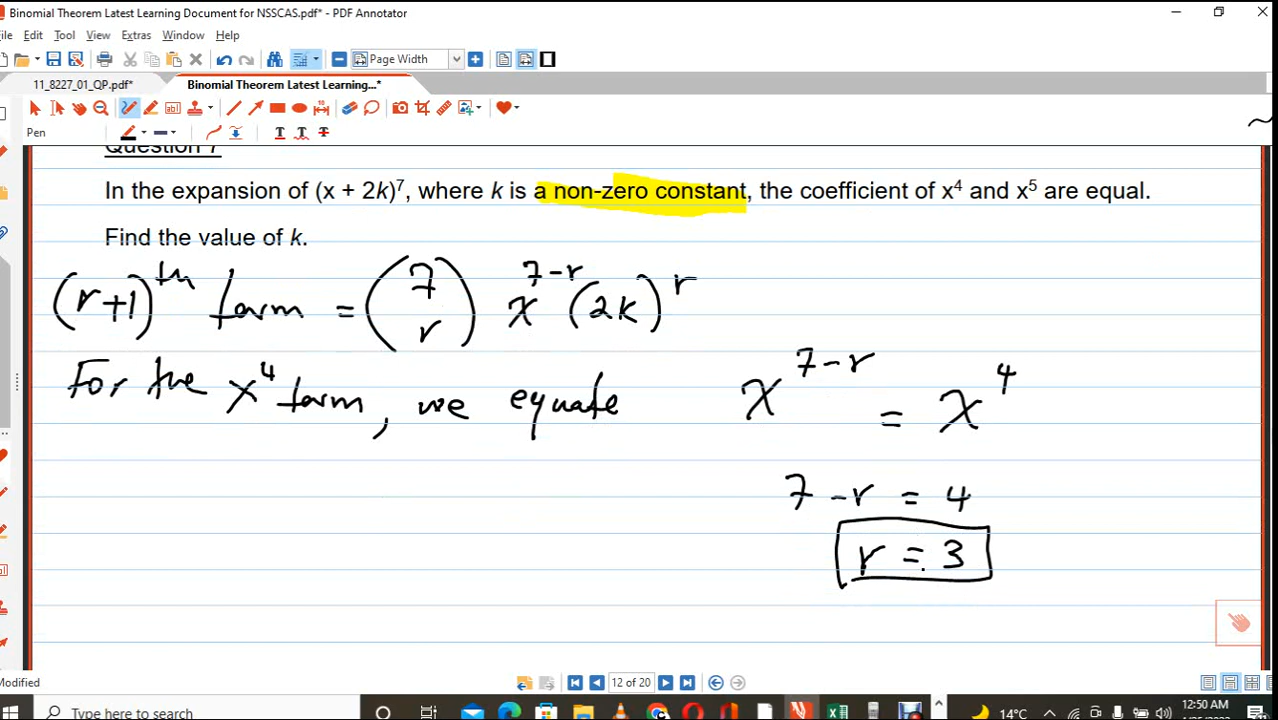 Binomial Theorem Latest Learning Document for NSSCAS.pdf* - PDF Annotator
ile Edit Tool View Extras Window Help
Page Width
11_8227_01_QP.pdf* Binomial Theorem Latest Learning...*
Pen
Question 7
In the expansion of (x + 2k)⁷, where k is a non-zero constant, the coefficient of x⁴ and x⁵ are equal.
Find the value of k.
(r+1)ᵗʰ term = (7 r) x⁷⁻ʳ (2k)ʳ
For the x⁴ term, we equate x⁷⁻ʳ = x⁴
7 - r = 4
r = 3
12 of 20
Modified
Type here to search 14°C 12:50 AM